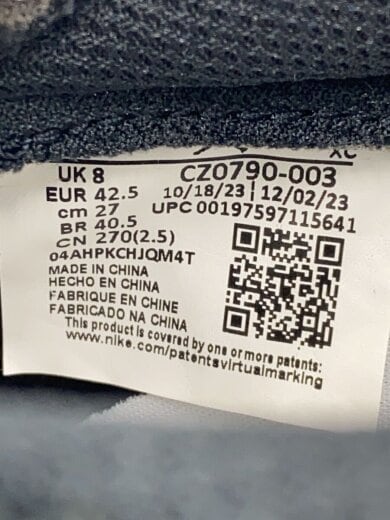 XC
UK 8 CZ0790-003
EUR 42.5 10/18/23 | 12/02/23
cm 27 UPC 00197597115641
BR 40.5
CN 270(2.5)
04AHPKCHJQM4T
MADE IN CHINA
HECHO EN CHINA
FABRIQUE EN CHINE
FABRICADO NA CHINA
This product is covered by one or more patents:
www.nike.com/patentsvirtualmarking